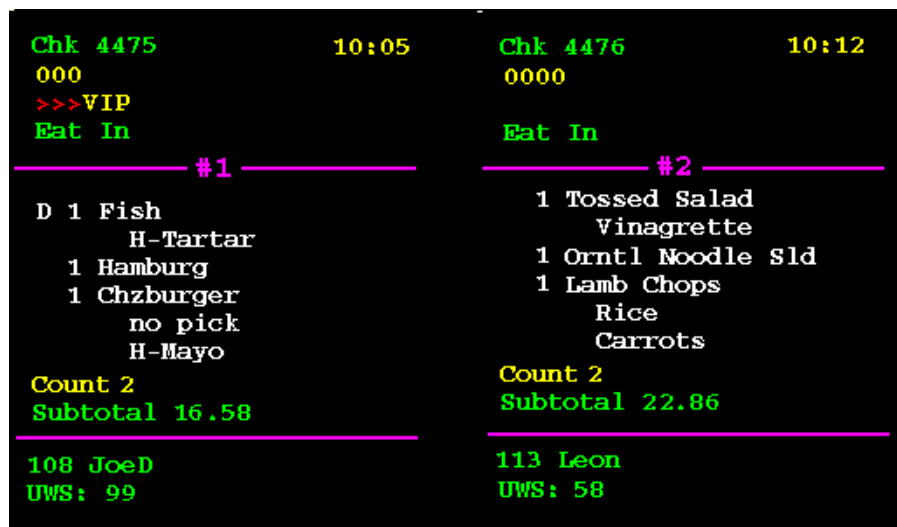 Chk 4475 10:05
000
>>>VIP
Eat In
#1
D 1 Fish
H-Tartar
1 Hamburg
1 Chzburger
no pick
H-Mayo
Count 2
Subtotal 16.58
108 JoeD
UWS: 99
Chk 4476 10:12
0000
Eat In
#2
1 Tossed Salad
Vinagrette
1 Orntl Noodle Sld
1 Lamb Chops
Rice
Carrots
Count 2
Subtotal 22.86
113 Leon
UWS: 58